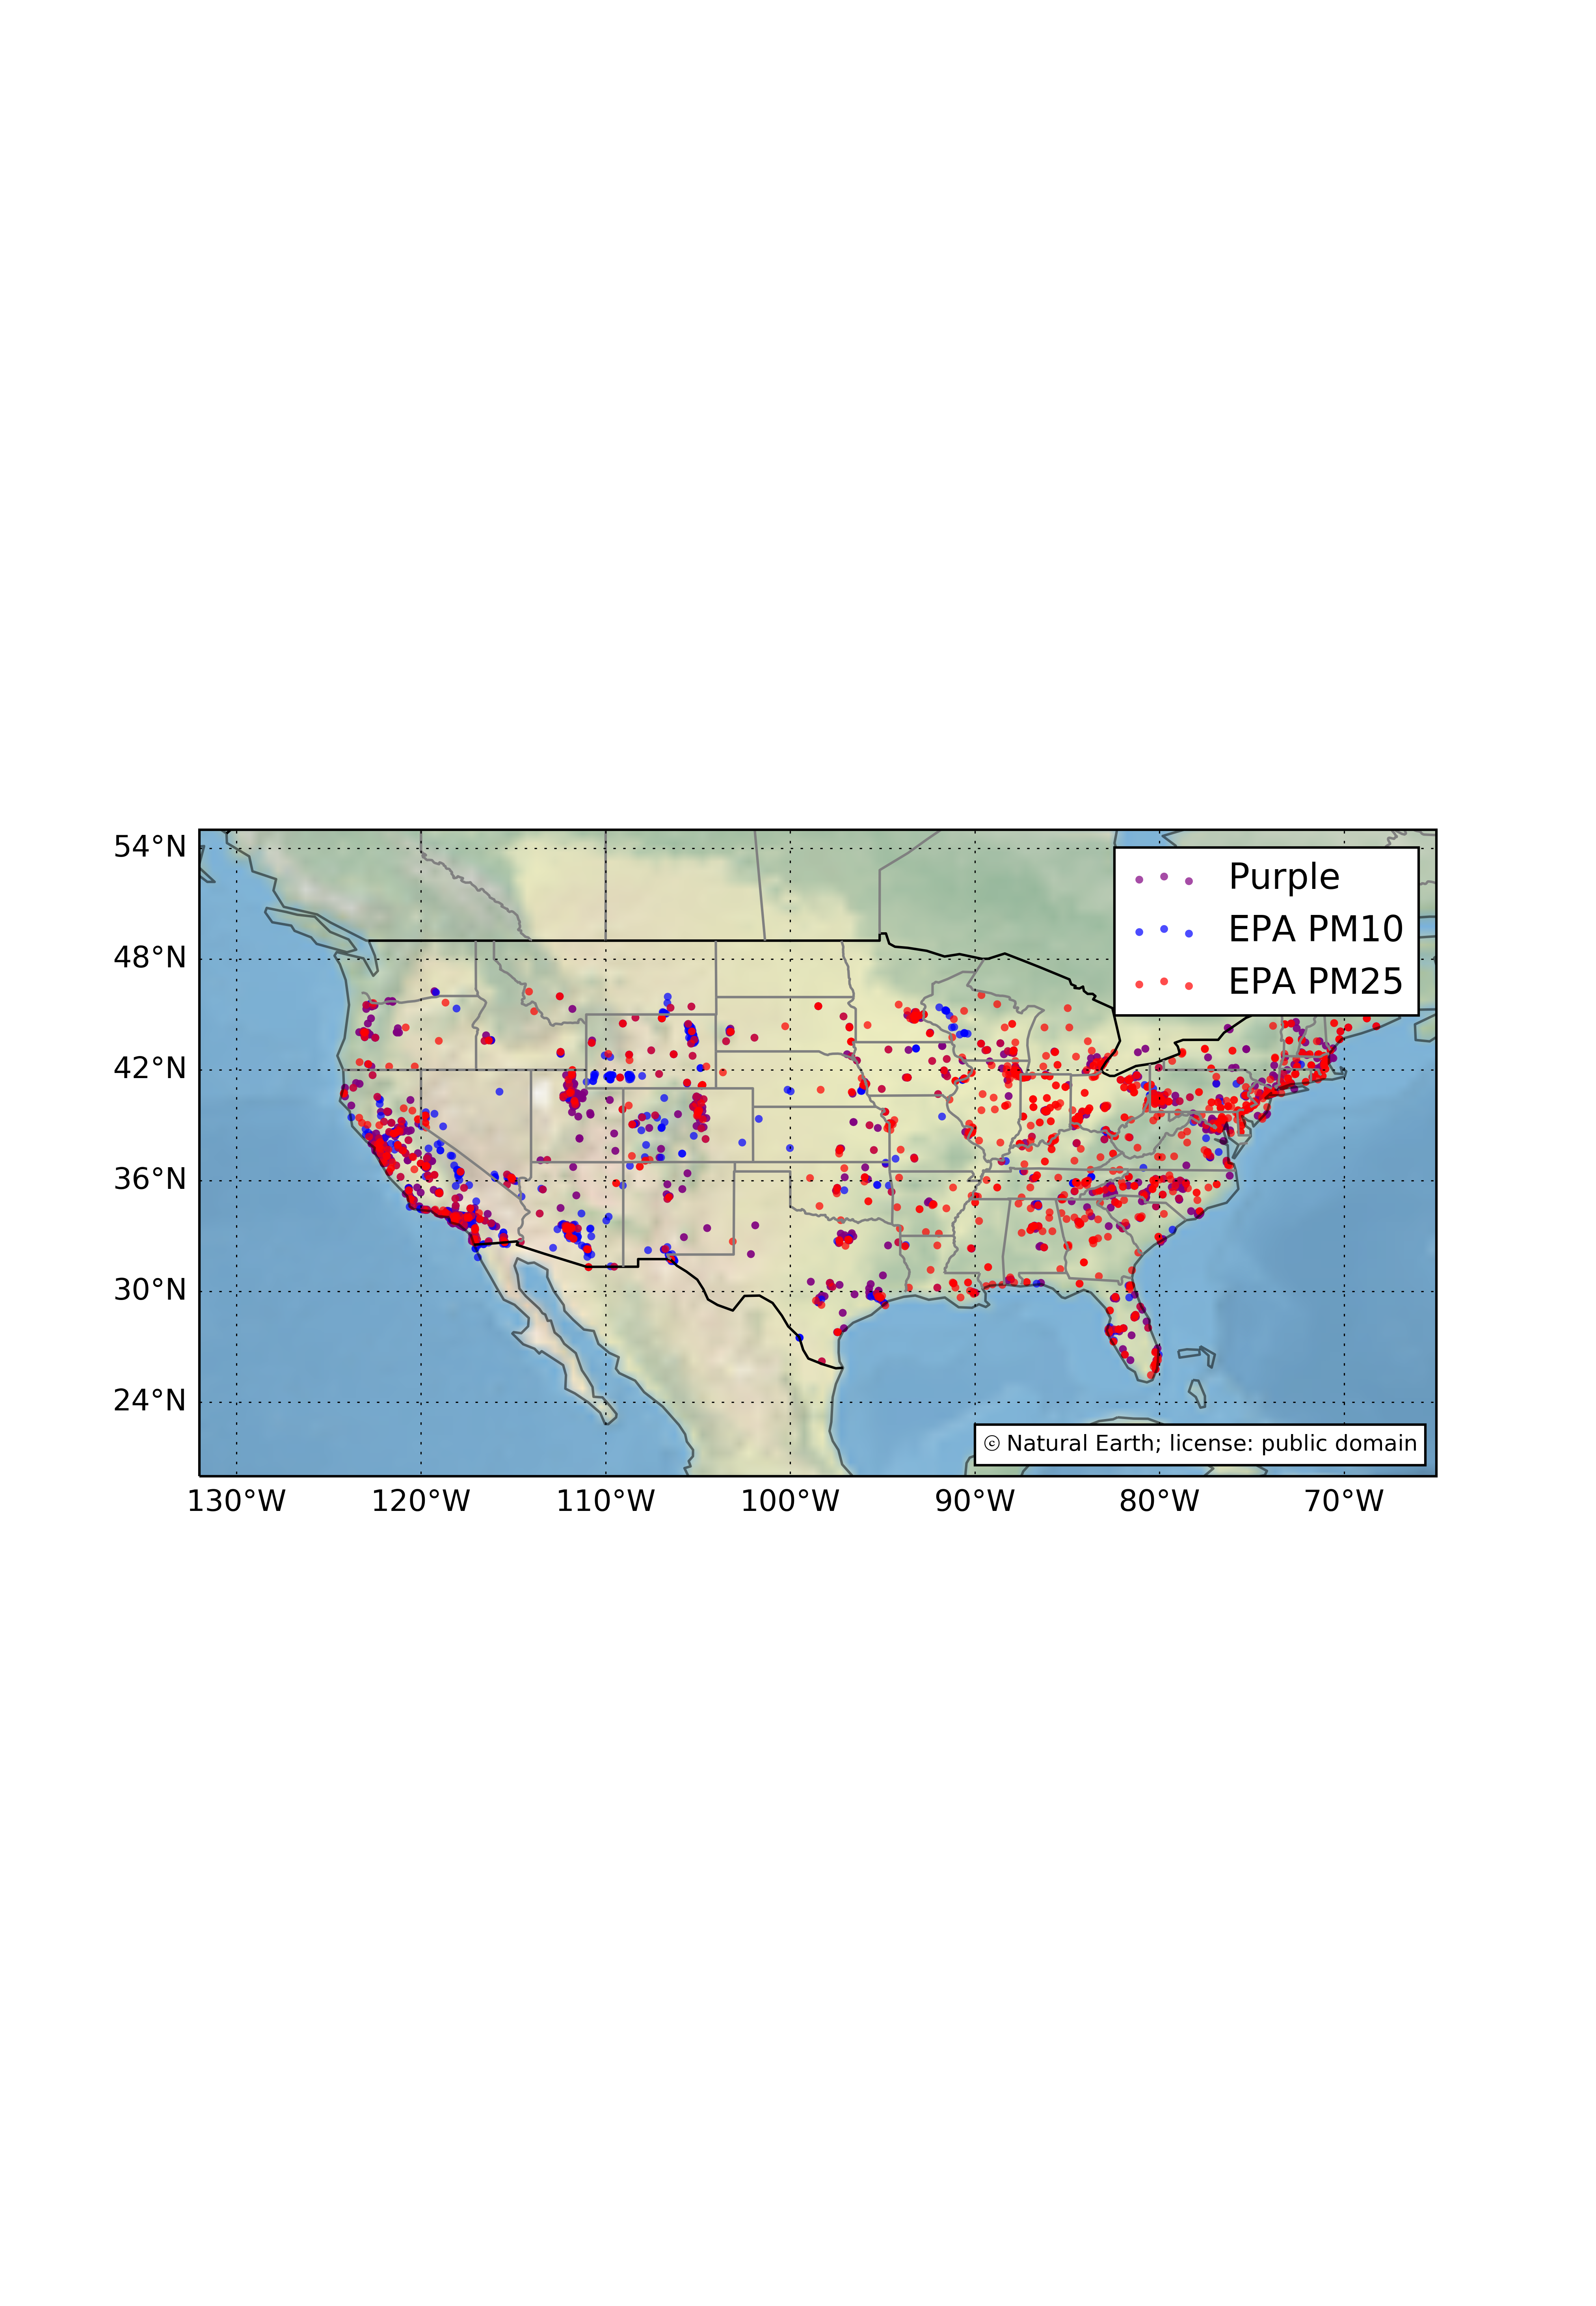 54°N
48°N
42°N
36°N
30°N
24°N
Purple
EPA PM10
EPA PM25
© Natural Earth; license: public domain
130°W 120°W 110°W 100°W 90°W 80°W 70°W